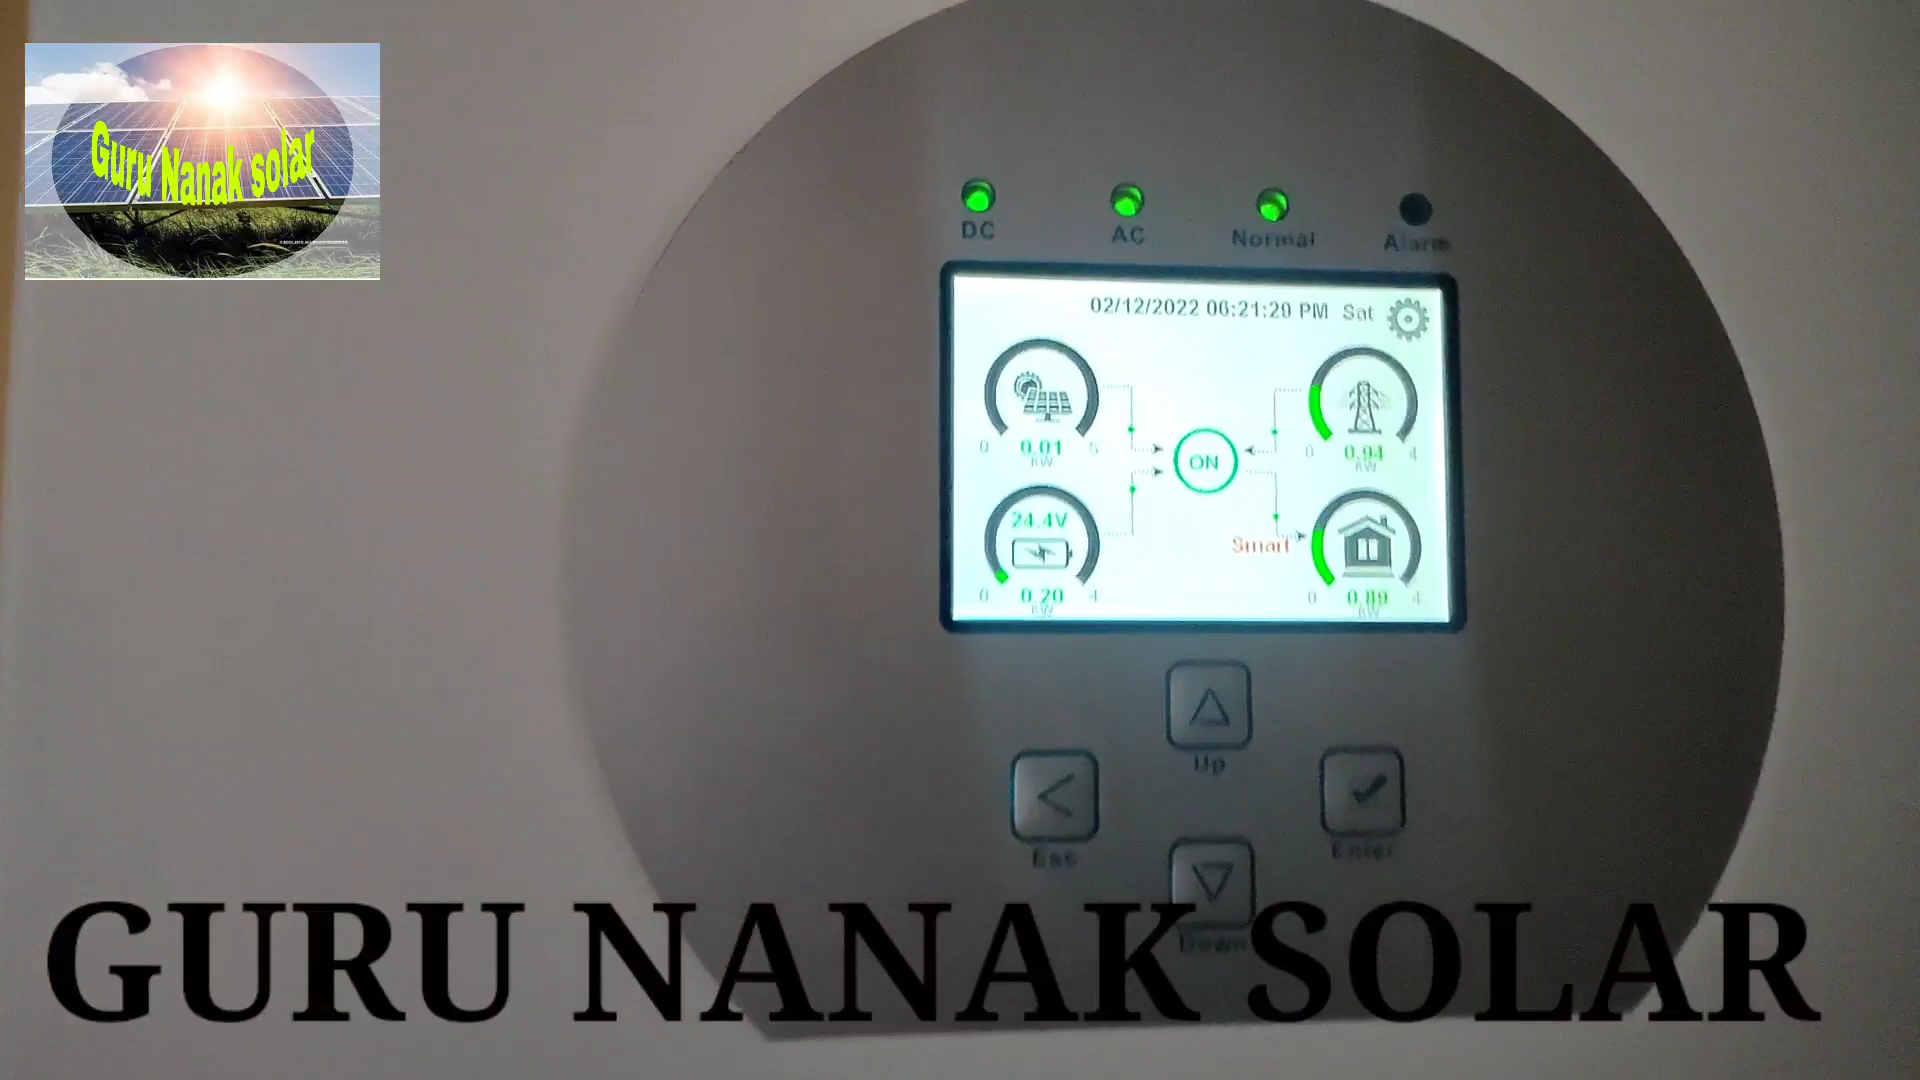 Guru Nanak solar
DC AC Normal Alarm
02/12/2022 06:21:29 PM Sat
0 0.01 6
KW
0 0.94 4
KW
ON
24.4V
Smart
0 0.20 4
KW
0 0.89 4
KW
Up
Esc
Enter
Down
GURU NANAK SOLAR